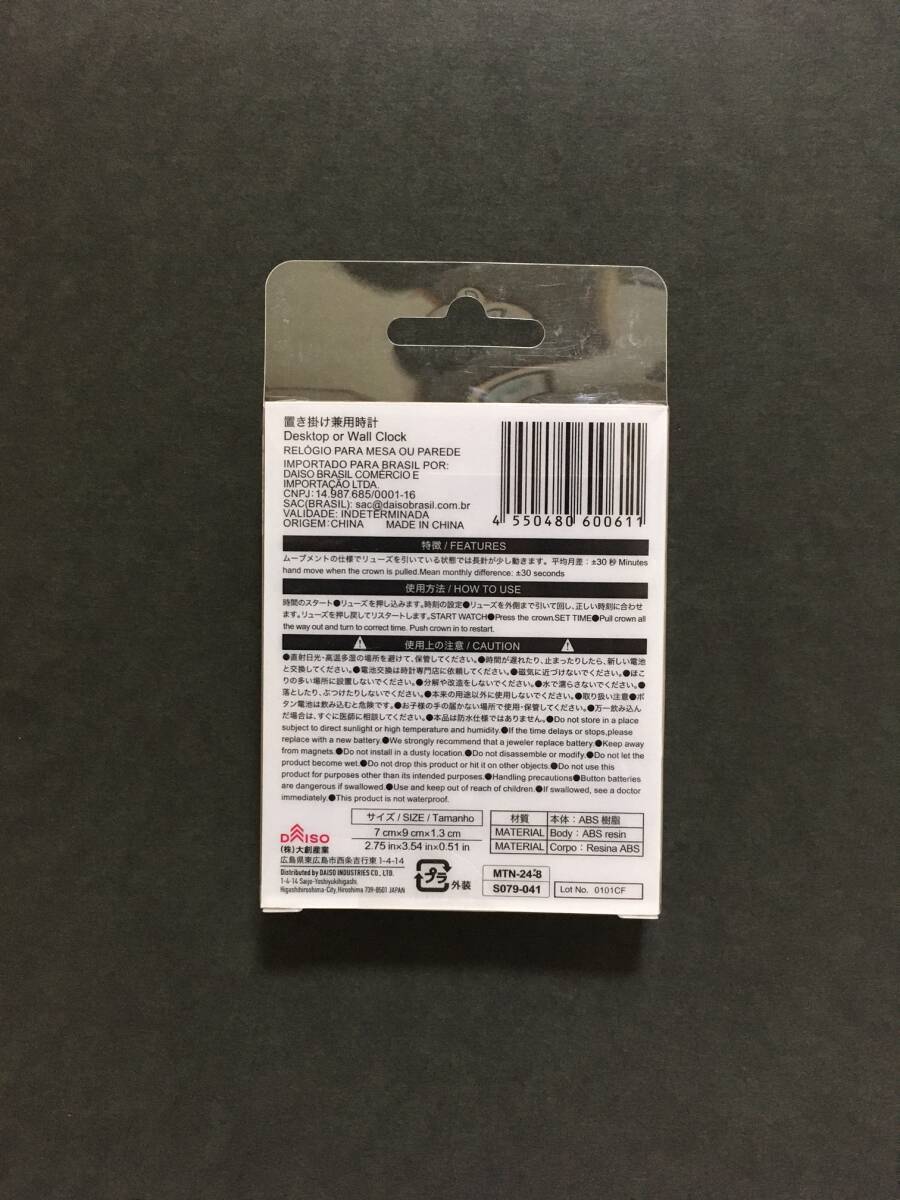 置き掛け兼用時計
Desktop or Wall Clock
RELÓGIO PARA MESA OU PAREDE
IMPORTADO PARA BRASIL POR:
DAISO BRASIL COMÉRCIO E
IMPORTAÇÃO LTDA.
CNPJ: 14.987.685/0001-16
SAC(BRASIL): sac@daisobrasil.com.br
VALIDADE: INDETERMINADA
ORIGEM:CHINA MADE IN CHINA
4 550480 600611
特徴 / FEATURES
ムーブメントの仕様でリューズを引いている状態では長針が少し動きます。平均月差：±30 秒 Minutes
hand move when the crown is pulled.Mean monthly difference: ±30 seconds
使用方法 / HOW TO USE
時間のスタート●リューズを押し込みます。時刻の設定●リューズを外側まで引いて回し、正しい時刻に合わせ
ます。リューズを押し戻してリスタートします。START WATCH●Press the crown.SET TIME●Pull crown all
the way out and turn to correct time. Push crown in to restart.
使用上の注意 / CAUTION
●直射日光・高温多湿の場所を避けて、保管してください。●時間が遅れたり、止まったりしたら、新しい電池
と交換してください。●電池交換は時計専門店に依頼してください。●磁気に近づけないでください。●ほこ
りの多い場所に設置しないでください。●分解や改造をしないでください。●水で濡らさないでください。●
落としたり、ぶつけたりしないでください。●本来の用途以外に使用しないでください。●取り扱い注意●ボ
タン電池は飲み込むと危険です。●お子様の手の届かない場所で使用・保管してください。●万一飲み込ん
だ場合は、すぐに医師に相談してください。●本品は防水仕様ではありません。●Do not store in a place
subject to direct sunlight or high temperature and humidity.●If the time delays or stops,please
replace with a new battery.●We strongly recommend that a jeweler replace battery.●Keep away
from magnets.●Do not install in a dusty location.●Do not disassemble or modify.●Do not let the
product become wet.●Do not drop this product or hit it on other objects.●Do not use this
product for purposes other than its intended purposes.●Handling precautions●Button batteries
are dangerous if swallowed.●Use and keep out of reach of children.●If swallowed, see a doctor
immediately.●This product is not waterproof.
DAISO
(株)大創産業
広島県東広島市西条吉行東 1-4-14
Distributed by DAISO INDUSTRIES CO., LTD.
1-4-14 Saijo-Yoshiyukihigashi,
Higashihiroshima-City, Hiroshima 739-8501 JAPAN
サイズ / SIZE / Tamanho
7 cm×9 cm×1.3 cm
2.75 in×3.54 in×0.51 in
材質 本体：ABS 樹脂
MATERIAL Body : ABS resin
MATERIAL Corpo : Resina ABS
プラ 外装
MTN-24-8
S079-041
Lot No. 0101CF